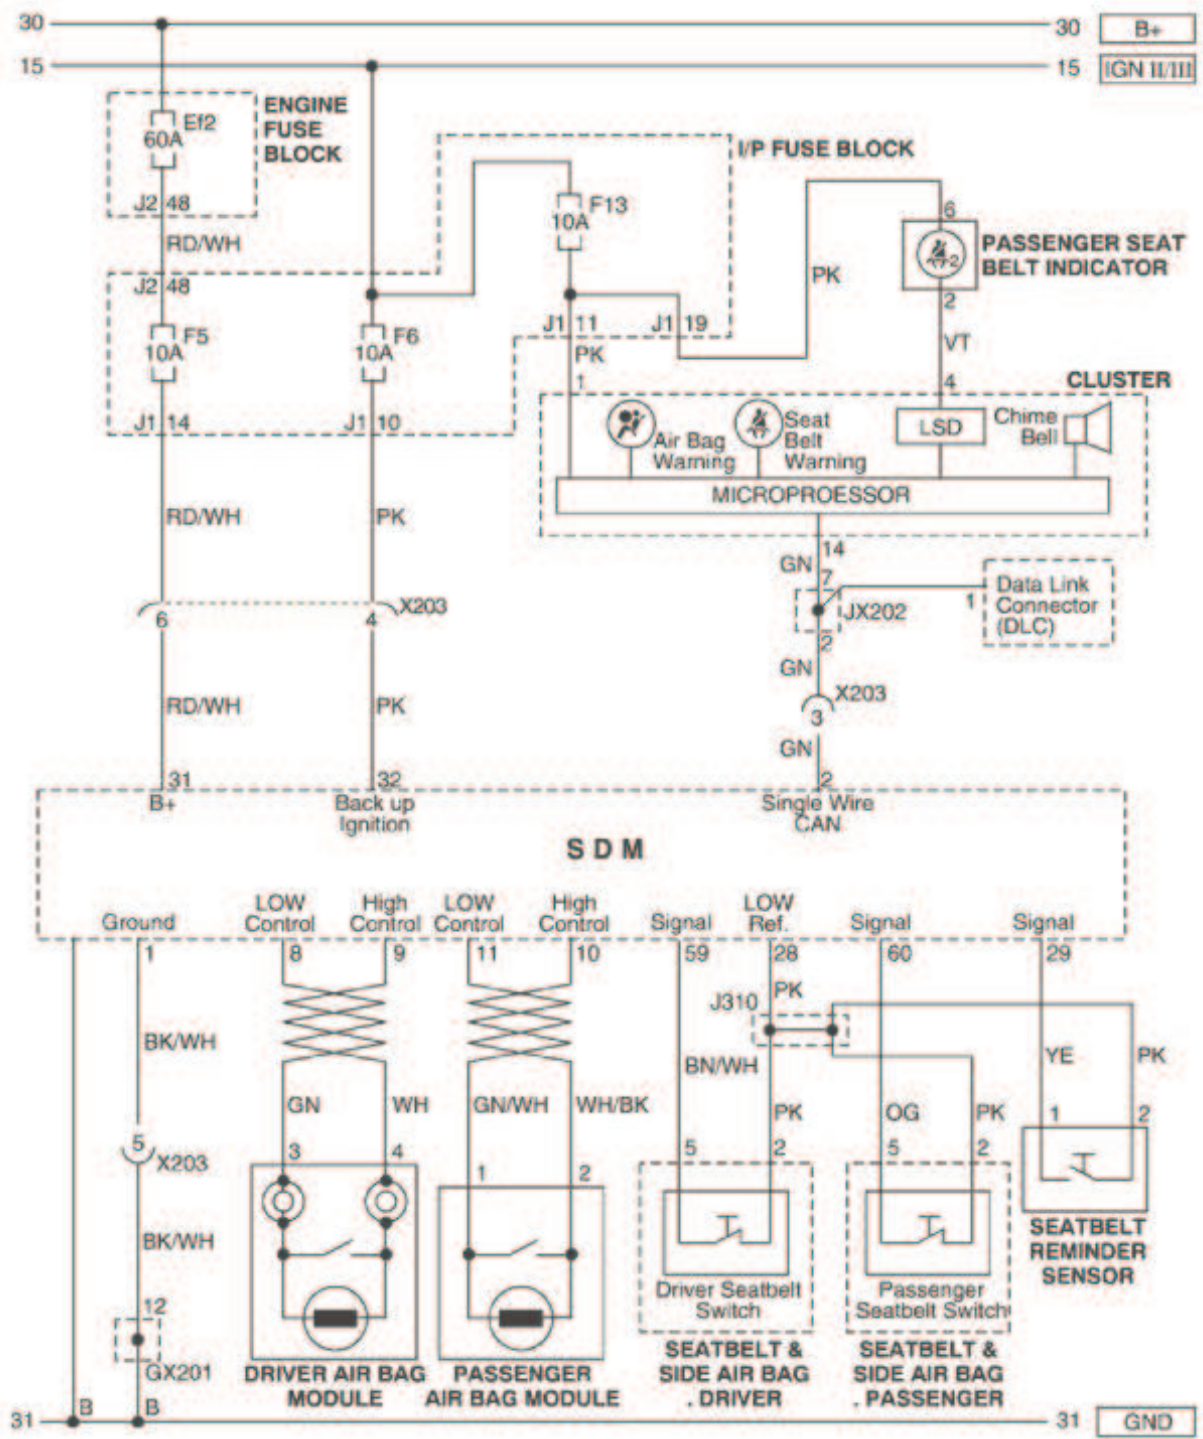 30
30
B+
15
15
IGN II/III
ENGINE
FUSE
BLOCK
Ef2
60A
J2 48
RD/WH
J2 48
I/P FUSE BLOCK
F13
10A
PK
6
2
PASSENGER SEAT
BELT INDICATOR
2
F5
10A
F6
10A
J1 11
J1 19
PK
1
VT
4
CLUSTER
J1 14
J1 10
Air Bag
Warning
Seat
Belt
Warning
LSD
Chime
Bell
MICROPROESSOR
RD/WH
PK
14
GN
7
JX202
2
1
Data Link
Connector
(DLC)
6
4
X203
GN
X203
3
GN
RD/WH
PK
31
32
2
B+
Back up
Ignition
Single Wire
CAN
SDM
Ground
LOW
Control
High
Control
LOW
Control
High
Control
Signal
LOW
Ref.
Signal
Signal
1
8
9
11
10
59
28
60
29
PK
J310
BK/WH
BN/WH
YE
PK
GN
WH
GN/WH
WH/BK
PK
OG
PK
1
2
5
X203
3
4
1
2
5
2
5
2
BK/WH
SEATBELT
REMINDER
SENSOR
12
GX201
Driver Seatbelt
Switch
Passenger
Seatbelt Switch
DRIVER AIR BAG
MODULE
PASSENGER
AIR BAG MODULE
SEATBELT &
SIDE AIR BAG
. DRIVER
SEATBELT &
SIDE AIR BAG
. PASSENGER
31
B
B
31
GND